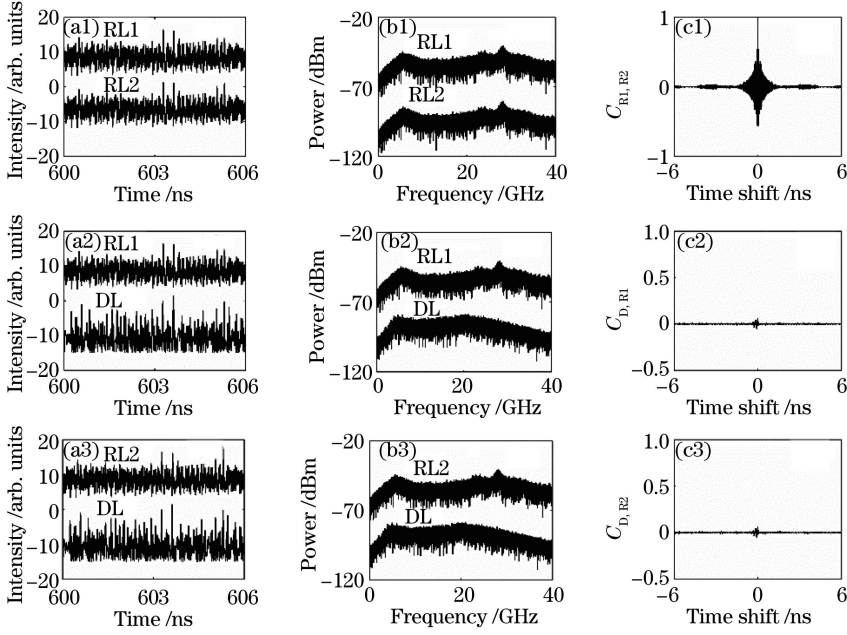 (a1)
RL1
RL2
20
10
0
−10
−20
600
603
606
Intensity /arb. units
Time /ns
(b1)
RL1
RL2
−20
−70
−120
0
20
40
Power /dBm
Frequency /GHz
(c1)
1
0
−1
−6
0
6
C R1, R2
Time shift /ns
(a2)
RL1
DL
20
10
0
−10
−20
600
603
606
Intensity /arb. units
Time /ns
(b2)
RL1
DL
−20
−70
−120
0
20
40
Power /dBm
Frequency /GHz
(c2)
1.0
0.5
0
−0.5
−6
0
6
C D, R1
Time shift /ns
(a3)
RL2
DL
20
10
0
−10
−20
600
603
606
Intensity /arb. units
Time /ns
(b3)
RL2
DL
−20
−70
−120
0
20
40
Power /dBm
Frequency /GHz
(c3)
1.0
0.5
0
−0.5
−6
0
6
C D, R2
Time shift /ns